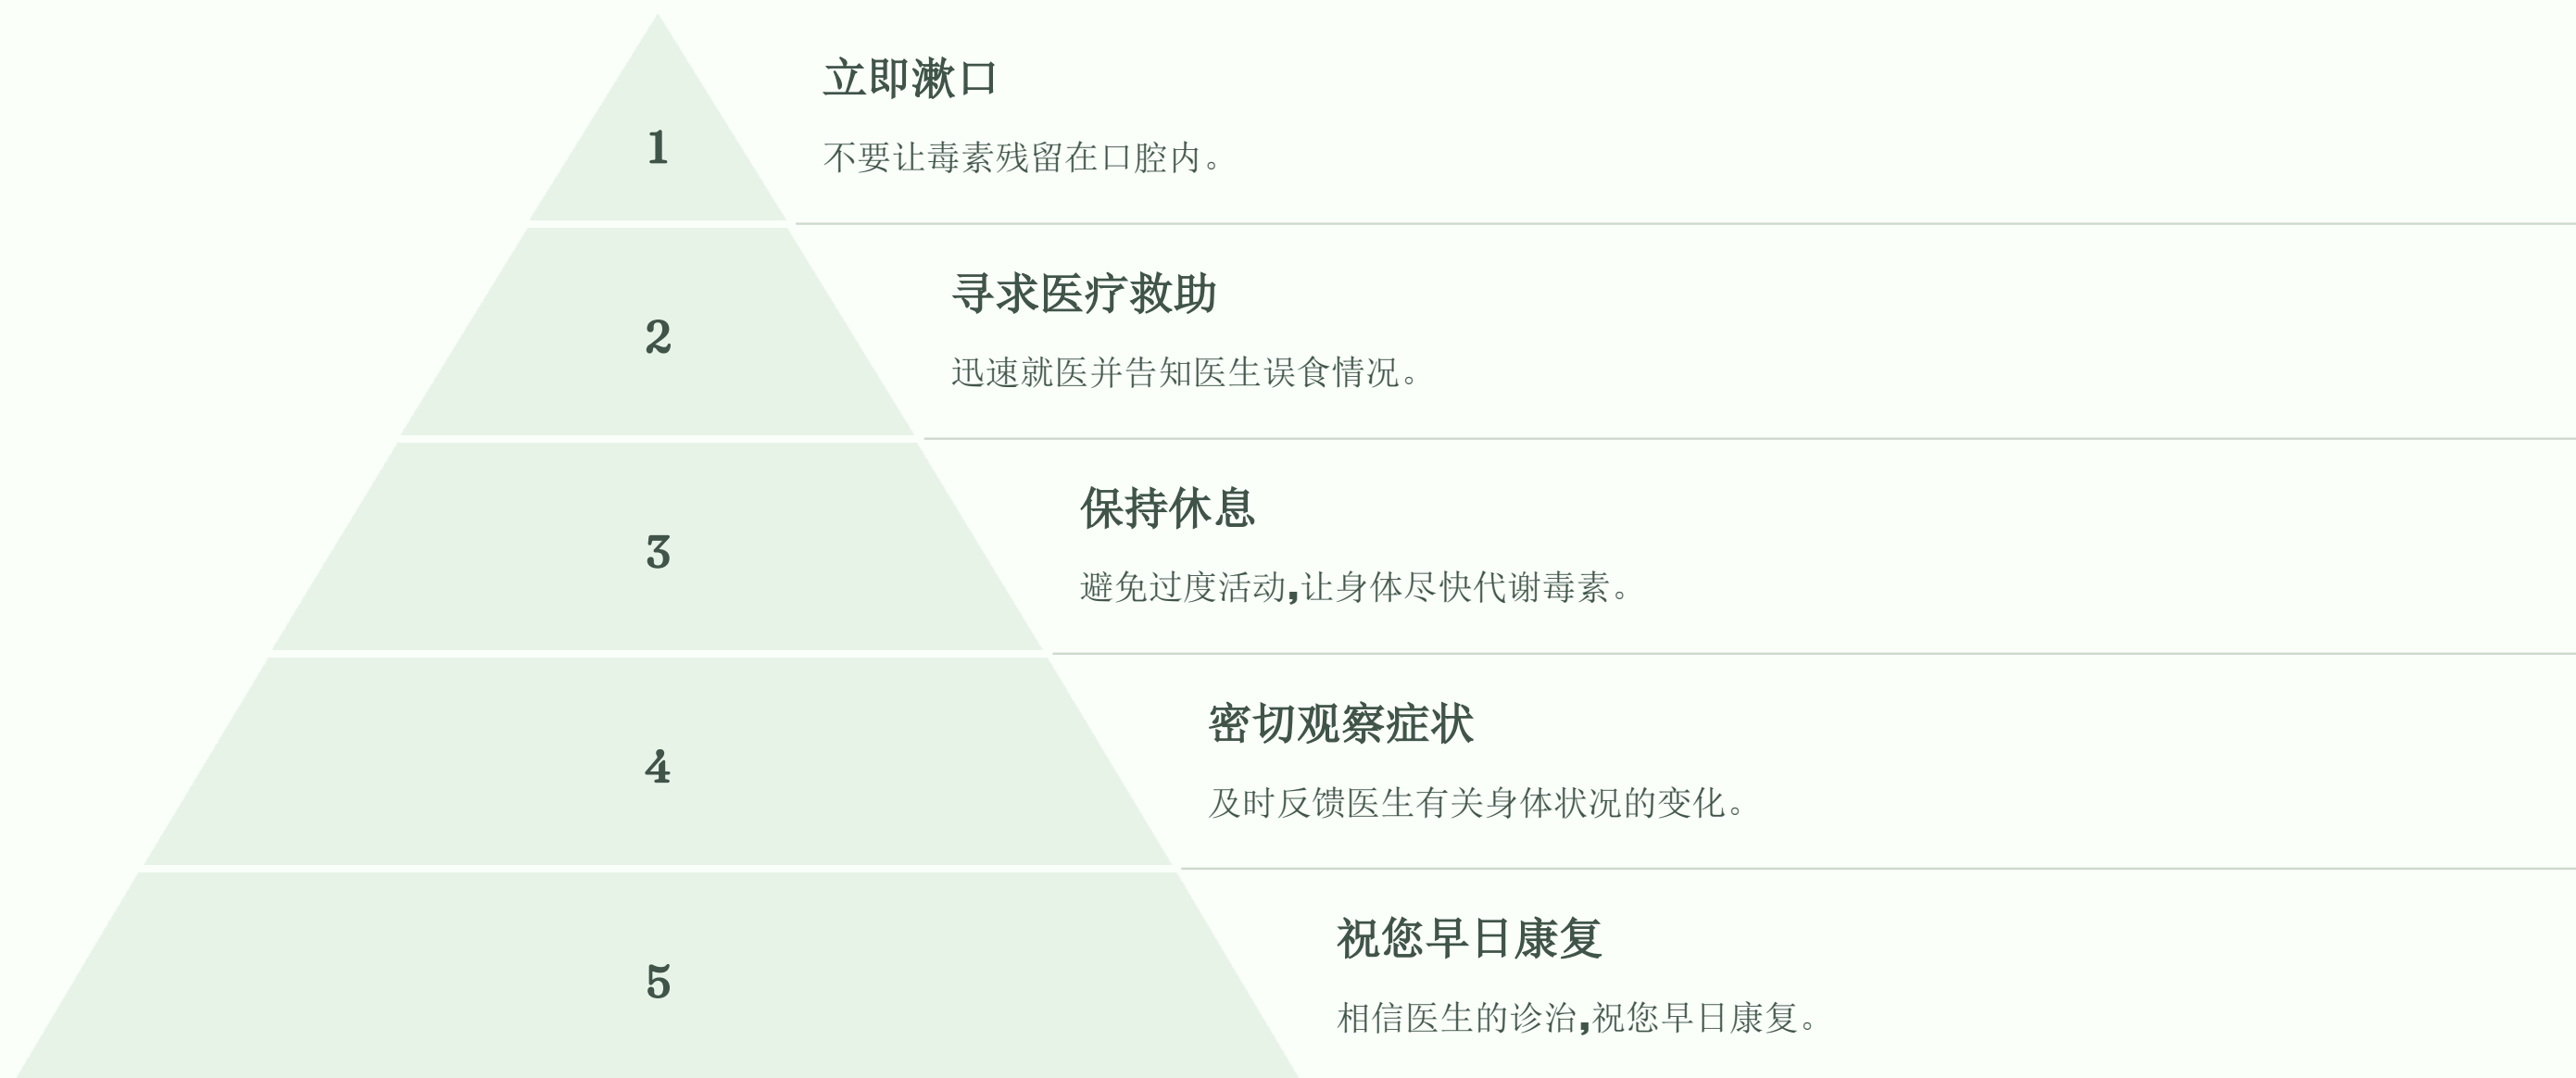 1
立即漱口
不要让毒素残留在口腔内。
2
寻求医疗救助
迅速就医并告知医生误食情况。
3
保持休息
避免过度活动,让身体尽快代谢毒素。
4
密切观察症状
及时反馈医生有关身体状况的变化。
5
祝您早日康复
相信医生的诊治,祝您早日康复。